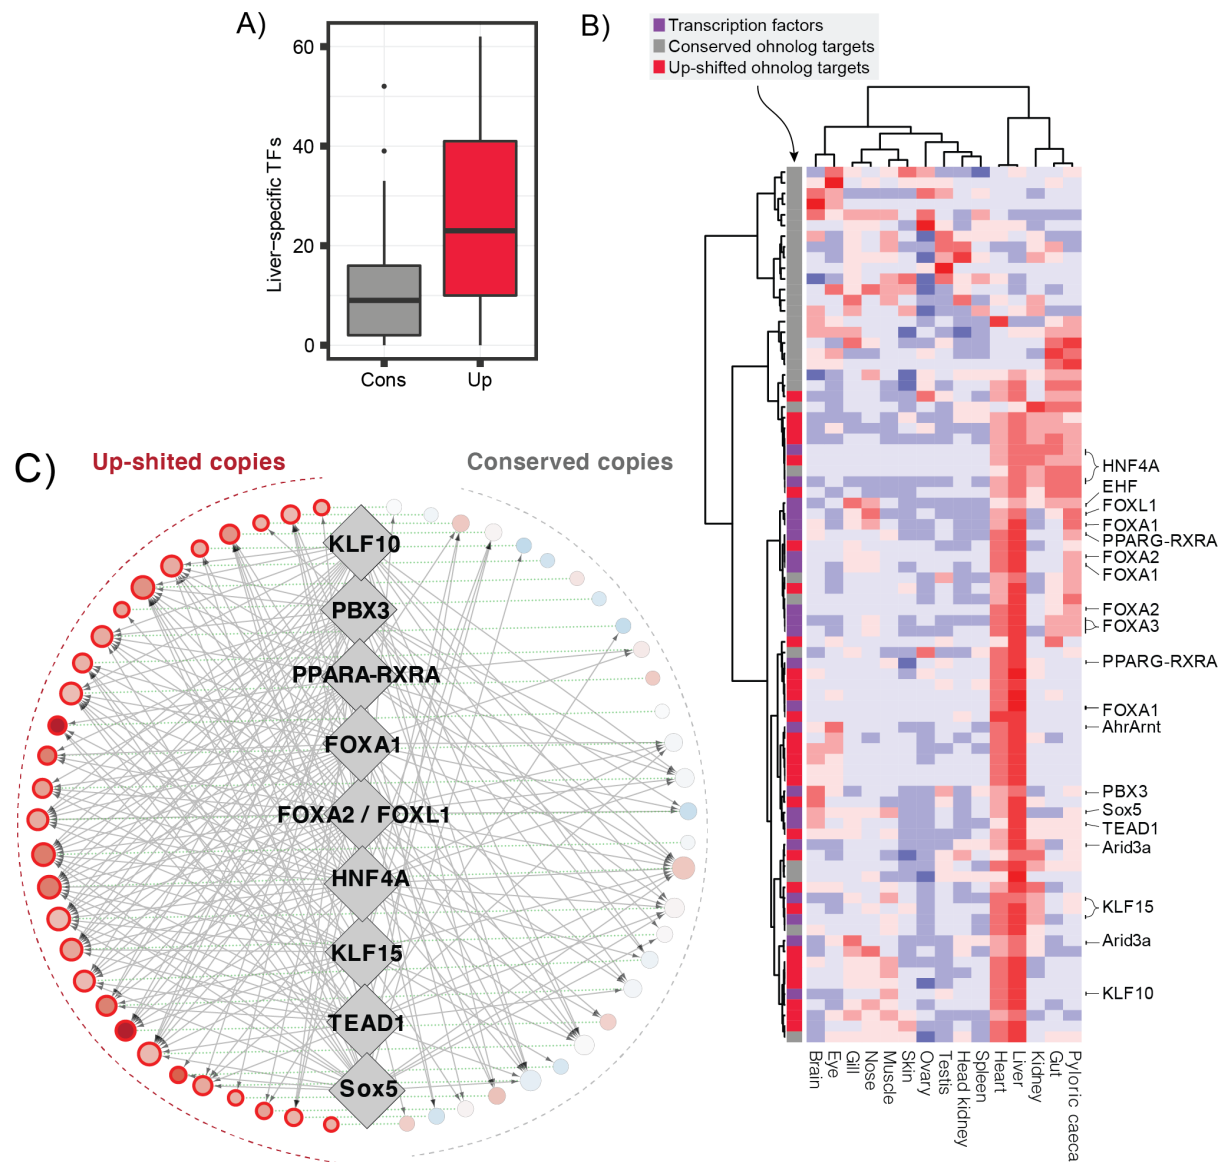 A)
60
40
20
0
Liver−specific TFs
Cons
Up
B)
Transcription factors
Conserved ohnolog targets
Up-shifted ohnolog targets
HNF4A
EHF
FOXL1
FOXA1
PPARG-RXRA
FOXA2
FOXA1
FOXA2
FOXA3
PPARG-RXRA
FOXA1
AhrArnt
PBX3
Sox5
TEAD1
Arid3a
KLF15
Arid3a
KLF10
Brain
Eye
Gill
Nose
Muscle
Skin
Ovary
Testis
Head kidney
Spleen
Heart
Liver
Kidney
Gut
Pyloric caeca
C)
Up-shited copies
Conserved copies
KLF10
PBX3
PPARA-RXRA
FOXA1
FOXA2 / FOXL1
HNF4A
KLF15
TEAD1
Sox5